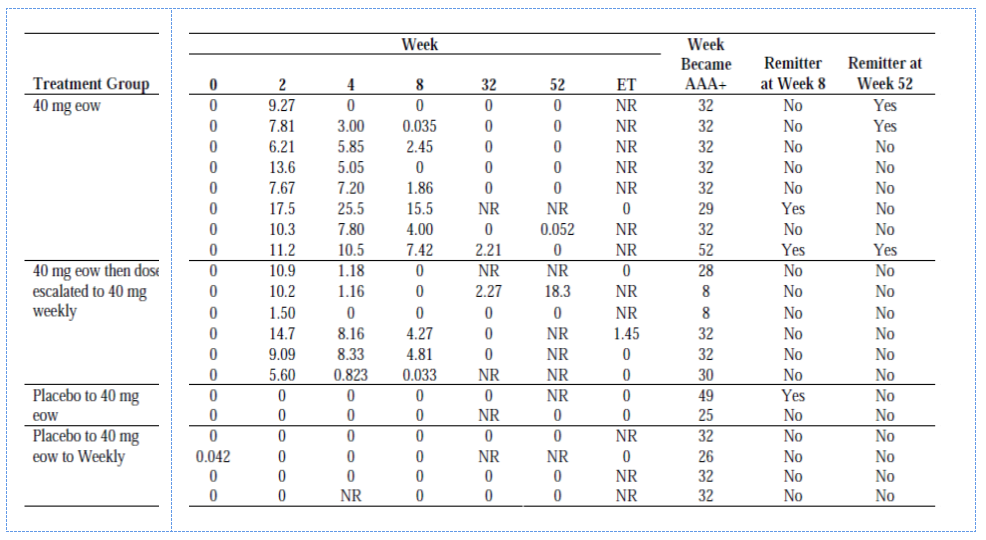 Week
Week
Became
Remitter
Remitter at
Treatment Group 0 2 4 8 32 52 ET AAA+ at Week 8 Week 52
40 mg eow 0 9.27 0 0 0 0 NR 32 No Yes
0 7.81 3.00 0.035 0 0 NR 32 No Yes
0 6.21 5.85 2.45 0 0 NR 32 No No
0 13.6 5.05 0 0 0 NR 32 No No
0 7.67 7.20 1.86 0 0 NR 32 No No
0 17.5 25.5 15.5 NR NR 0 29 Yes No
0 10.3 7.80 4.00 0 0.052 NR 32 No No
0 11.2 10.5 7.42 2.21 0 NR 52 Yes Yes
40 mg eow then dose 0 10.9 1.18 0 NR NR 0 28 No No
escalated to 40 mg 0 10.2 1.16 0 2.27 18.3 NR 8 No No
weekly 0 1.50 0 0 0 0 NR 8 No No
0 14.7 8.16 4.27 0 NR 1.45 32 No No
0 9.09 8.33 4.81 0 NR 0 32 No No
0 5.60 0.823 0.033 NR NR 0 30 No No
Placebo to 40 mg 0 0 0 0 0 NR 0 49 Yes No
eow 0 0 0 0 NR 0 0 25 No No
Placebo to 40 mg 0 0 0 0 0 0 NR 32 No No
eow to Weekly 0.042 0 0 0 NR NR 0 26 No No
0 0 0 0 0 0 NR 32 No No
0 0 NR 0 0 0 NR 32 No No